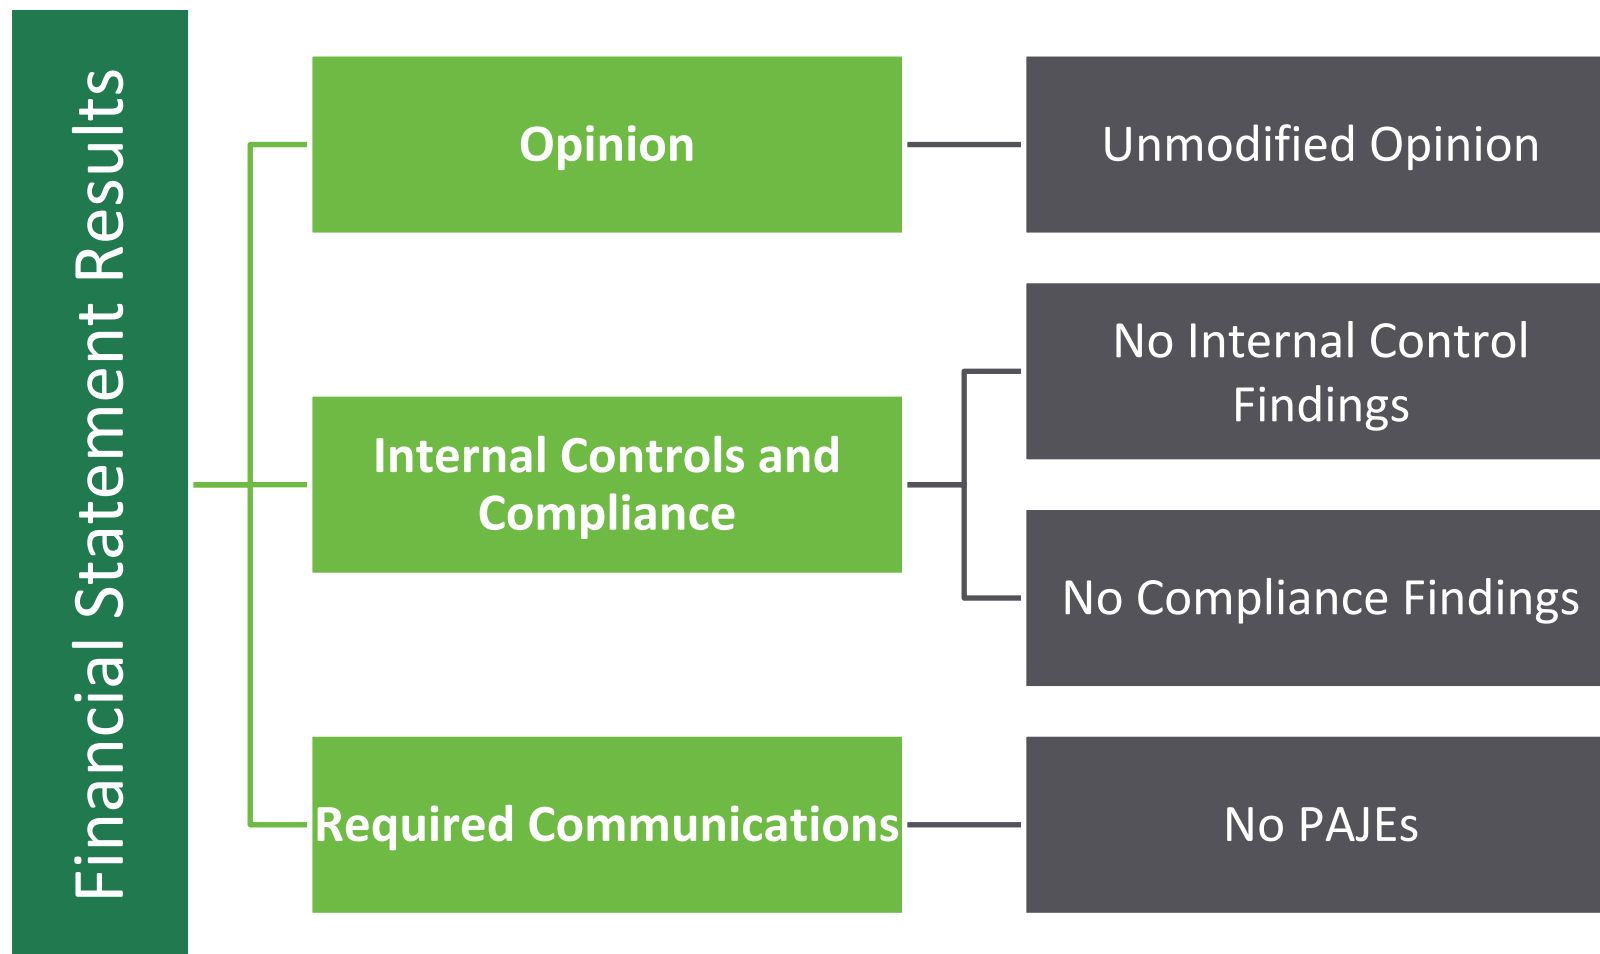 Financial Statement Results
Opinion
Unmodified Opinion
Internal Controls and
Compliance
No Internal Control
Findings
No Compliance Findings
Required Communications
No PAJEs